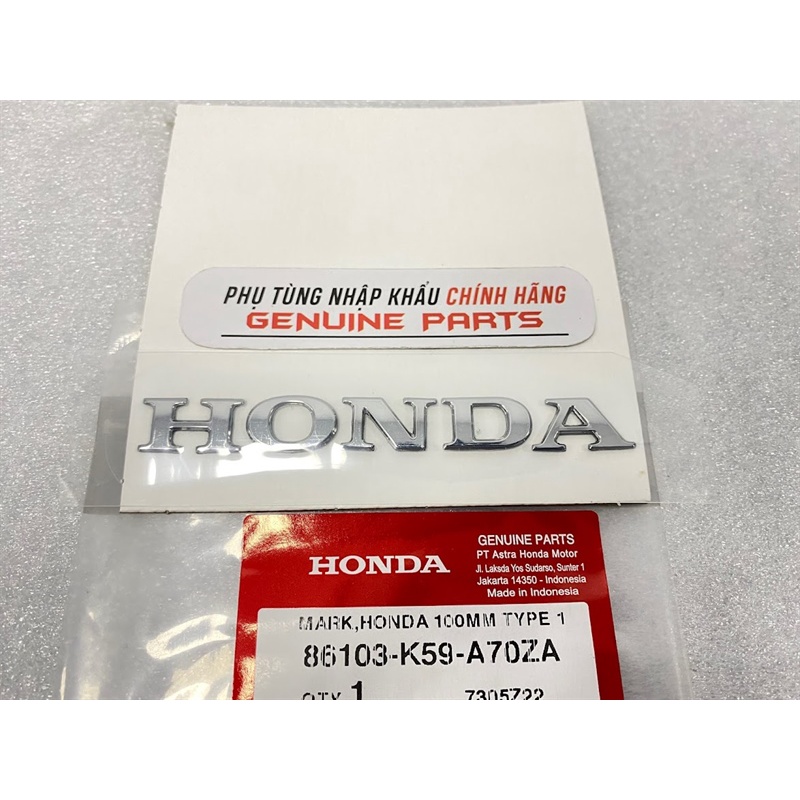 PHỤ TÙNG NHẬP KHẨU CHÍNH HÃNG
GENUINE PARTS
HONDA
HONDA
GENUINE PARTS
PT Astra Honda Motor
Jl. Laksda Yos Sudarso, Sunter 1
Jakarta 14350 - Indonesia
Made in Indonesia
MARK,HONDA 100MM TYPE 1
86103-K59-A70ZA
QTY 1 7305Z22